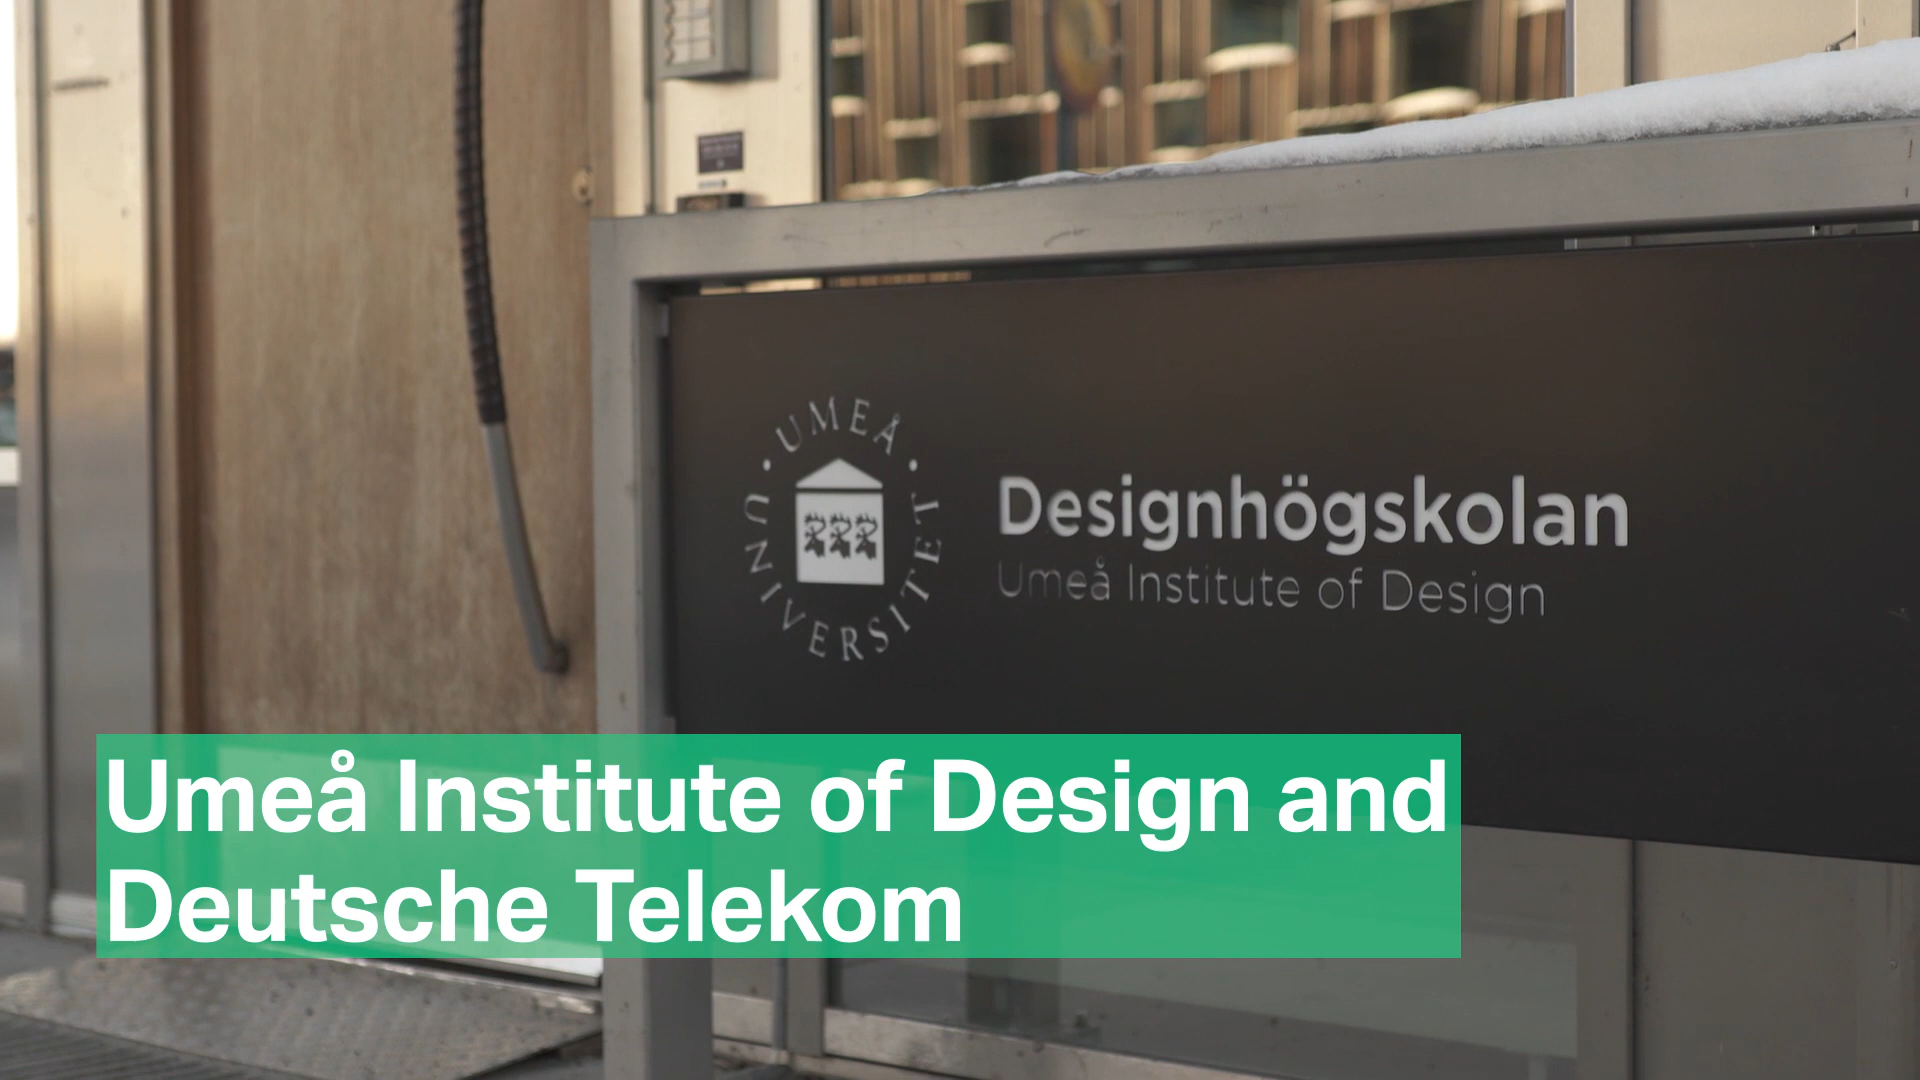 UMEÅ UNIVERSITET
Designhögskolan
Umeå Institute of Design
Umeå Institute of Design and
Deutsche Telekom